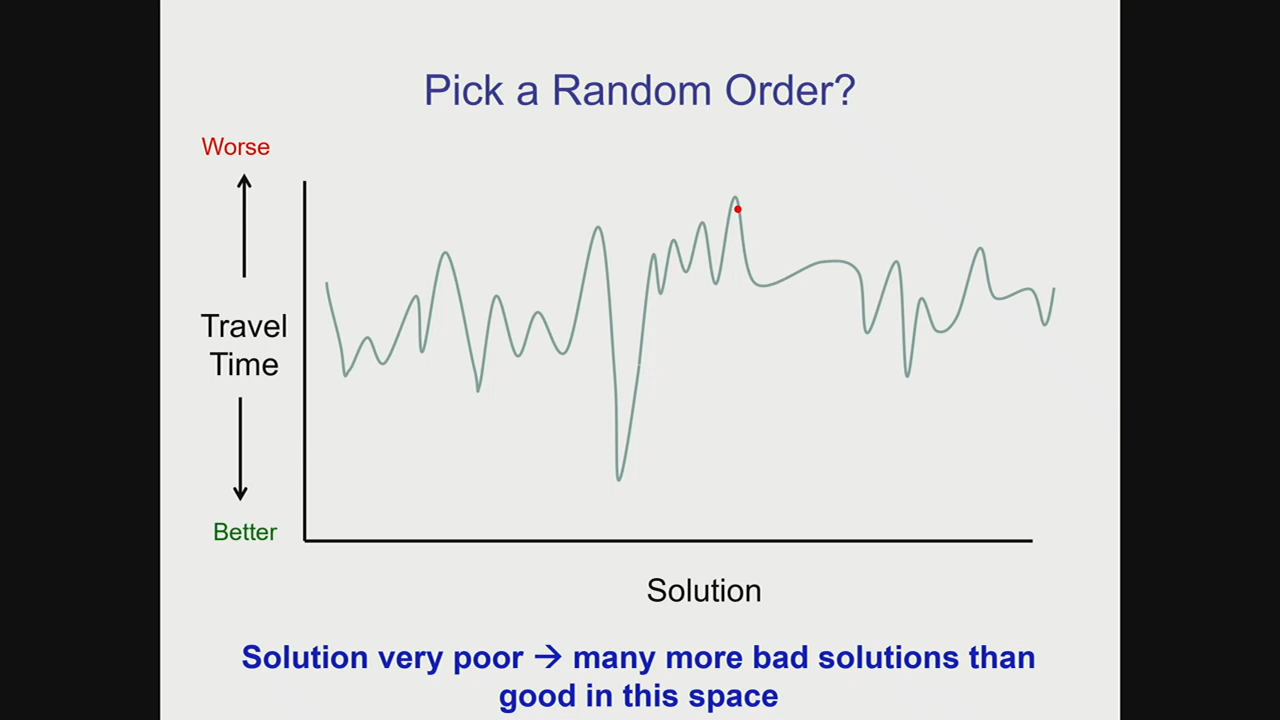 Pick a Random Order?
Worse
Travel
Time
Better
Solution
Solution very poor → many more bad solutions than
good in this space